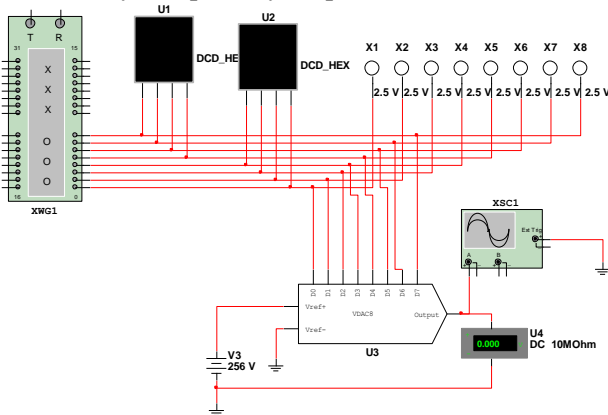 U1
U2
T R
31 15
X
X
X
O
O
O
16 0
XWG1
DCD_HE
DCD_HEX
X1 X2 X3 X4 X5 X6 X7 X8
2.5 V 2.5 V 2.5 V 2.5 V 2.5 V 2.5 V 2.5 V 2.5 V
XSC1
Ext Trig
A B
D0 D1 D2 D3 D4 D5 D6 D7
Vref+
VDAC8
Output
Vref-
U3
V3
256 V
0.000
U4
DC 10MOhm